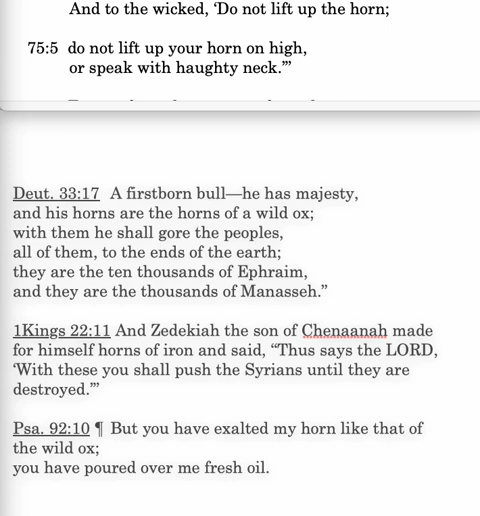 And to the wicked, ‘Do not lift up the horn;
75:5 do not lift up your horn on high,
or speak with haughty neck.’”
Deut. 33:17 A firstborn bull—he has majesty,
and his horns are the horns of a wild ox;
with them he shall gore the peoples,
all of them, to the ends of the earth;
they are the ten thousands of Ephraim,
and they are the thousands of Manasseh.”
1Kings 22:11 And Zedekiah the son of Chenaanah made
for himself horns of iron and said, “Thus says the LORD,
‘With these you shall push the Syrians until they are
destroyed.’”
Psa. 92:10 ¶ But you have exalted my horn like that of
the wild ox;
you have poured over me fresh oil.